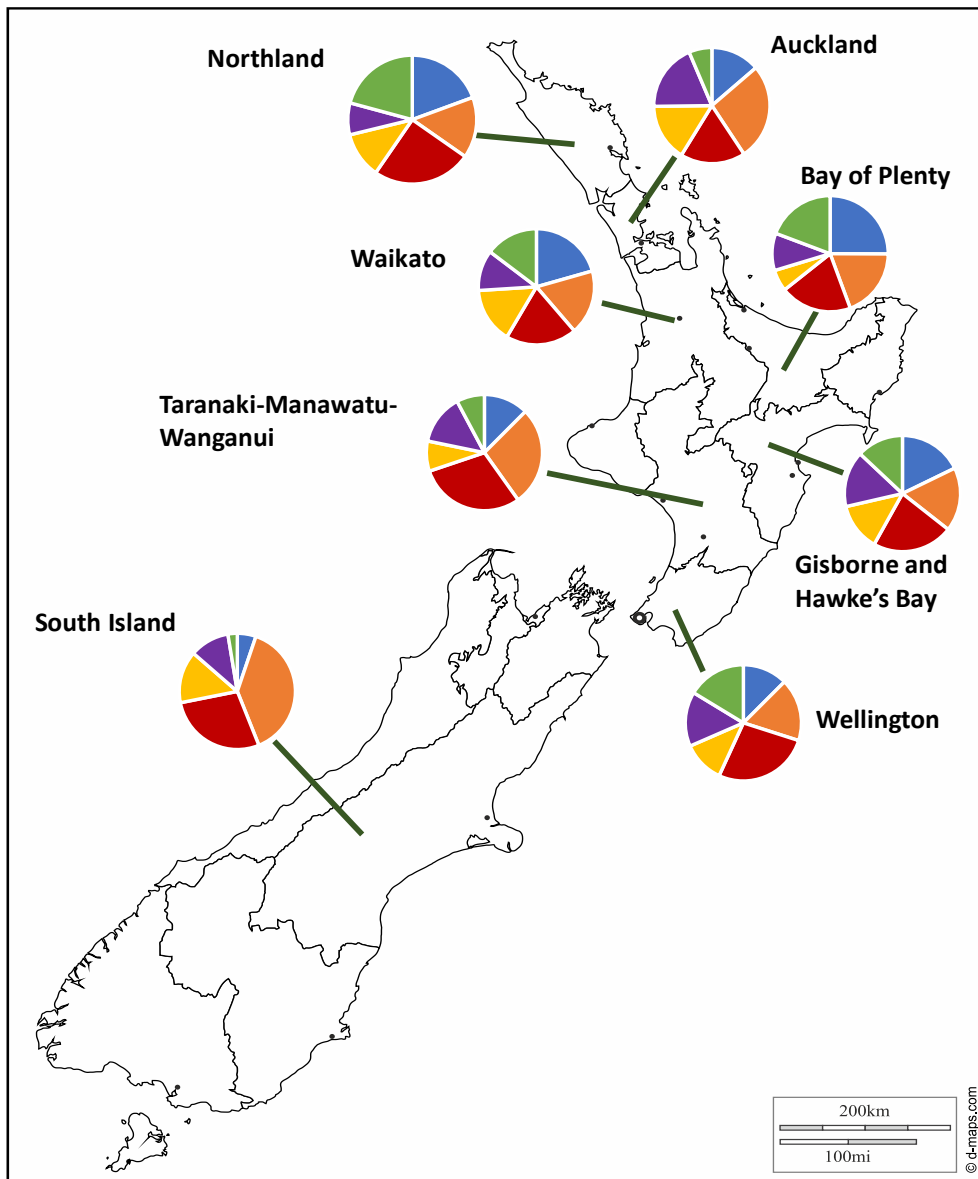 Northland
Auckland
Bay of Plenty
Waikato
Taranaki-Manawatu-
Wanganui
Gisborne and
Hawke's Bay
South Island
Wellington
200km
100mi
© d-maps.com